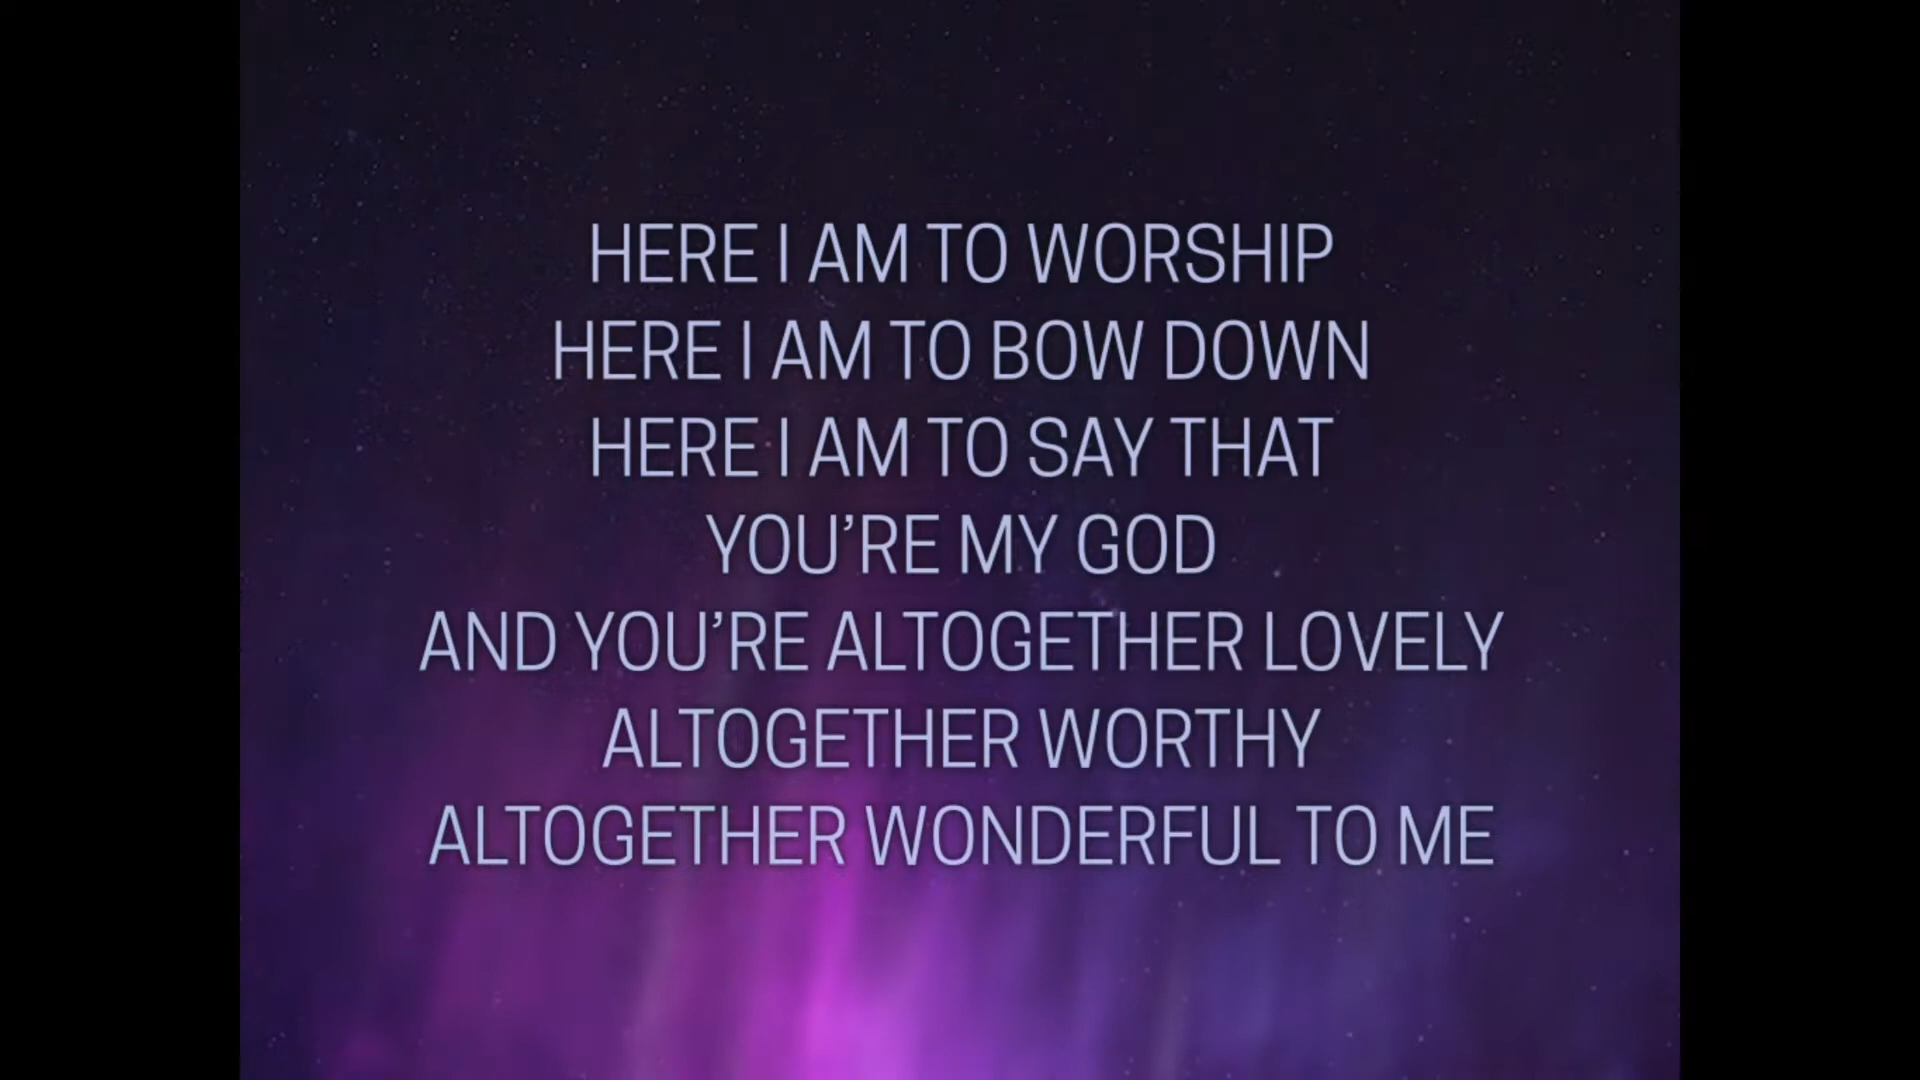 HERE I AM TO WORSHIP
HERE I AM TO BOW DOWN
HERE I AM TO SAY THAT
YOU’RE MY GOD
AND YOU’RE ALTOGETHER LOVELY
ALTOGETHER WORTHY
ALTOGETHER WONDERFUL TO ME